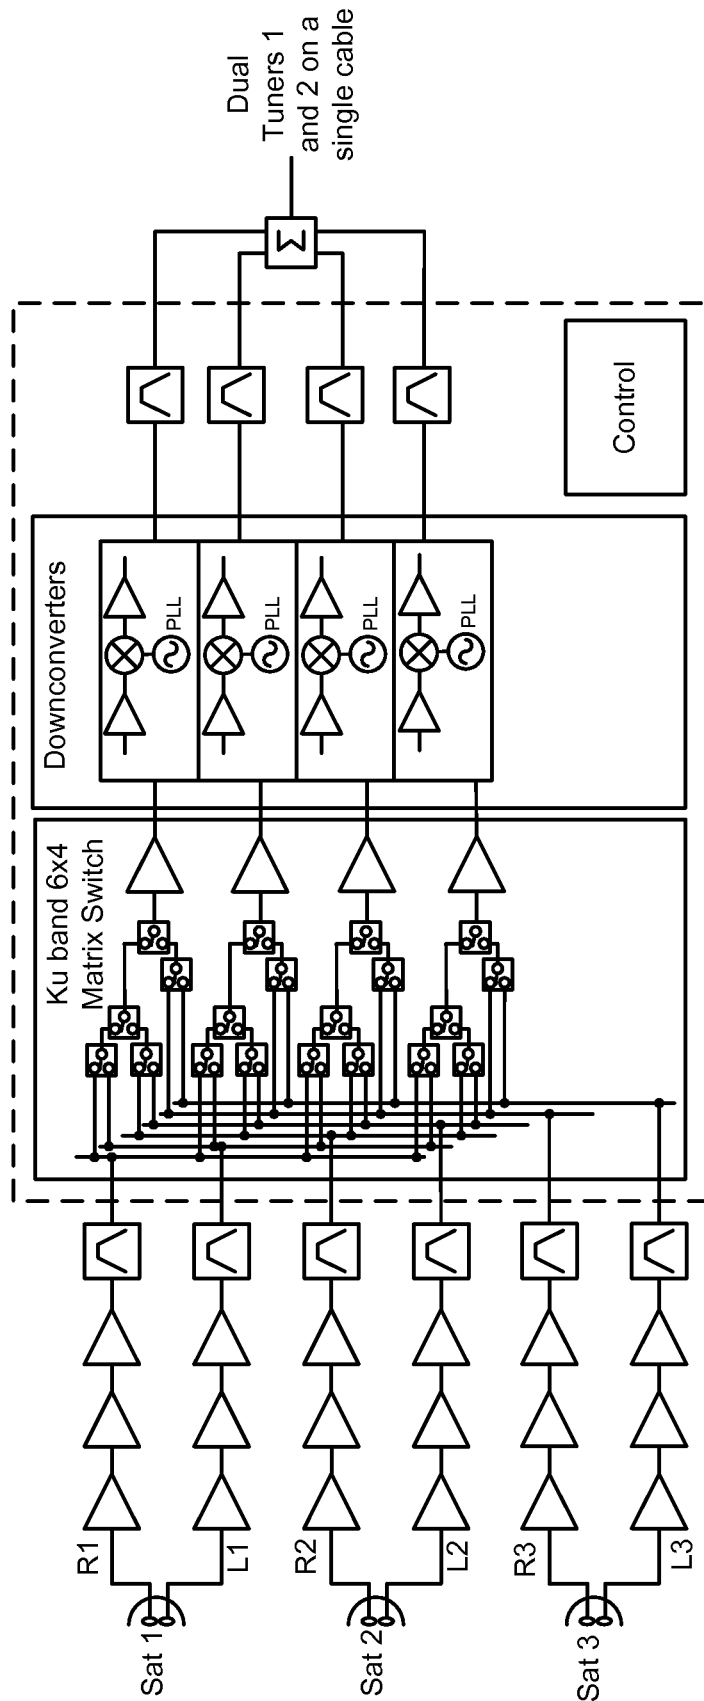 Sat 1
Sat 2
Sat 3
R1
L1
R2
L2
R3
L3
Ku band 6x4
Matrix Switch
Downconverters
PLL
PLL
PLL
PLL
Control
Σ
Dual
Tuners 1
and 2 on a
single cable